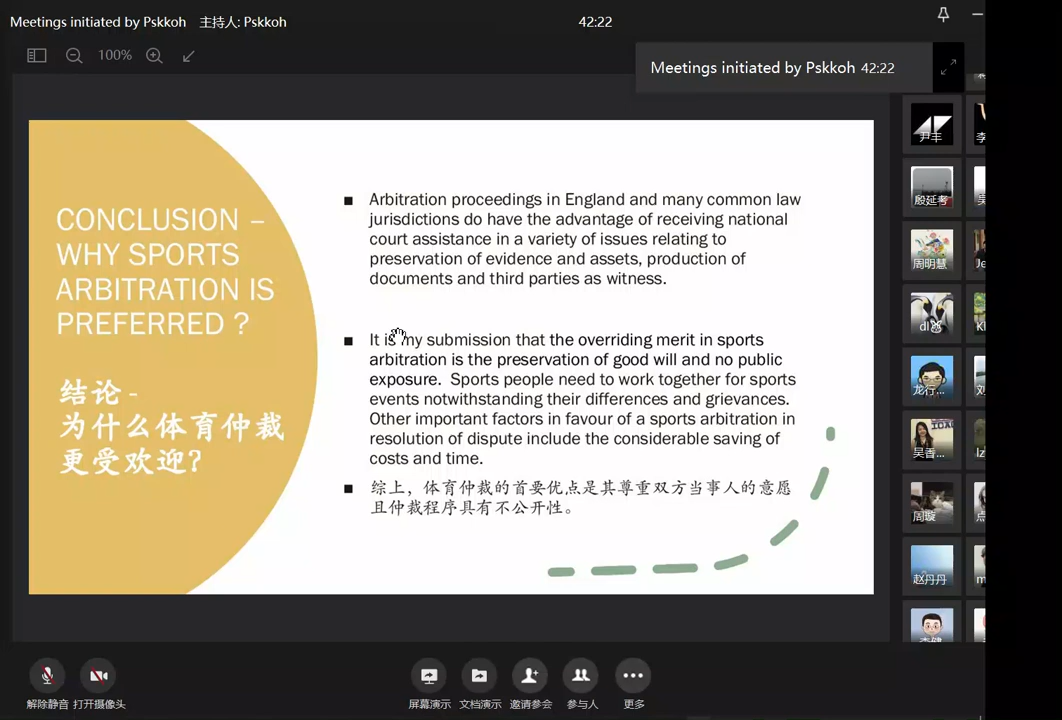 Meetings initiated by Pskkoh 主持人: Pskkoh
42:22
100%
Meetings initiated by Pskkoh 42:22
CONCLUSION –
WHY SPORTS
ARBITRATION IS
PREFERRED ?
结论 -
为什么体育仲裁
更受欢迎?
■ Arbitration proceedings in England and many common law
jurisdictions do have the advantage of receiving national
court assistance in a variety of issues relating to
preservation of evidence and assets, production of
documents and third parties as witness.
■ It is my submission that the overriding merit in sports
arbitration is the preservation of good will and no public
exposure. Sports people need to work together for sports
events notwithstanding their differences and grievances.
Other important factors in favour of a sports arbitration in
resolution of dispute include the considerable saving of
costs and time.
■ 综上，体育仲裁的首要优点是其尊重双方当事人的意愿
且仲裁程序具有不公开性。
尹丰
李
殷延考
周明慧
Je
龙行...
刘
吴善...
Iz
周璇
点
赵丹丹
m
解除静音
打开摄像头
屏幕演示
文档演示
邀请参会
参与人
更多